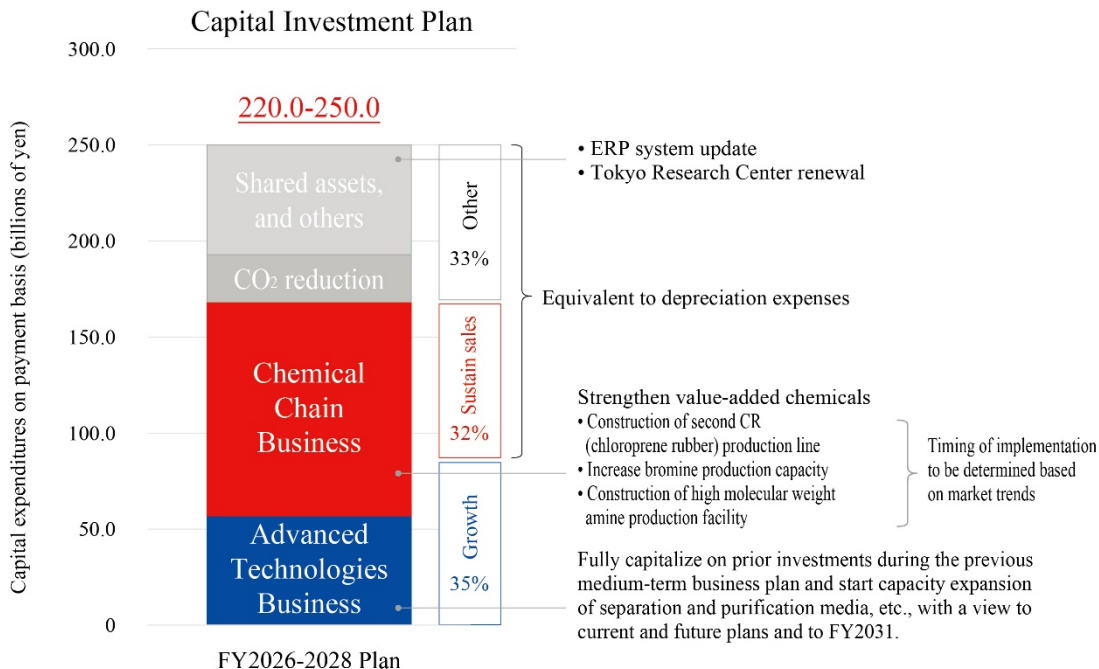 Capital Investment Plan
Capital expenditures on payment basis (billions of yen)
300.0
250.0
200.0
150.0
100.0
50.0
0
220.0-250.0
Shared assets,
and others
CO₂ reduction
Chemical
Chain
Business
Advanced
Technologies
Business
FY2026-2028 Plan
Other
33%
Sustain sales
32%
Growth
35%
• ERP system update
• Tokyo Research Center renewal
Equivalent to depreciation expenses
Strengthen value-added chemicals
• Construction of second CR
(chloroprene rubber) production line
• Increase bromine production capacity
• Construction of high molecular weight
amine production facility
Timing of implementation
to be determined based
on market trends
Fully capitalize on prior investments during the previous
medium-term business plan and start capacity expansion
of separation and purification media, etc., with a view to
current and future plans and to FY2031.